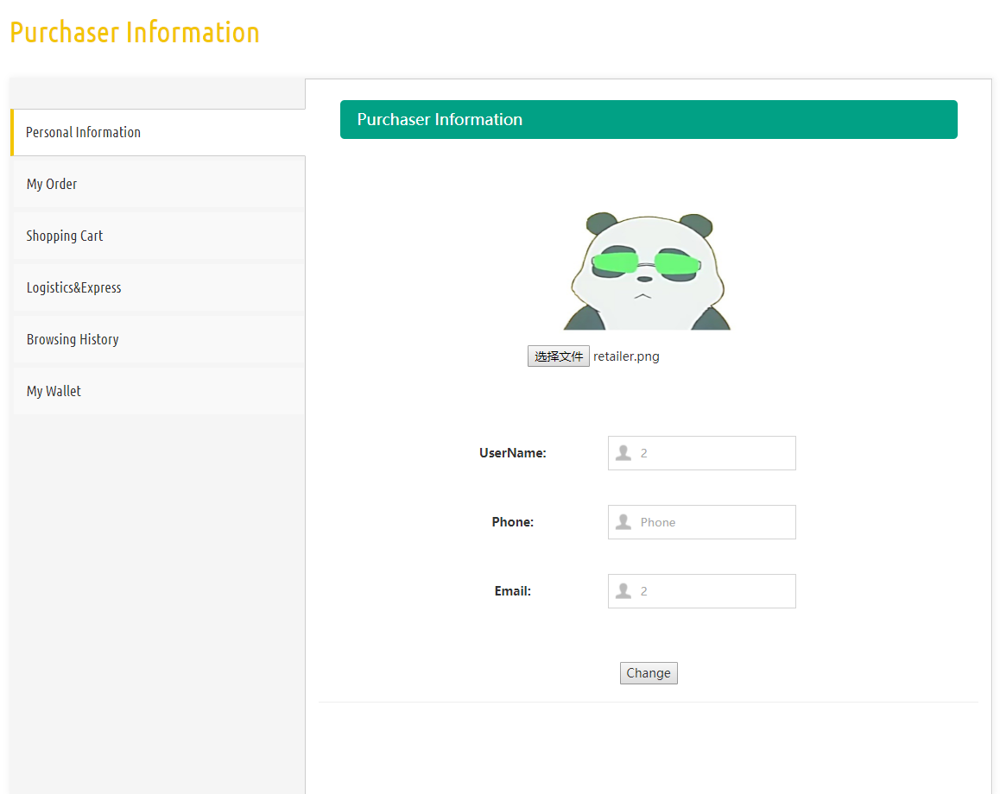 Purchaser Information
Personal Information
My Order
Shopping Cart
Logistics&Express
Browsing History
My Wallet
Purchaser Information
选择文件 retailer.png
UserName: 2
Phone: Phone
Email: 2
Change